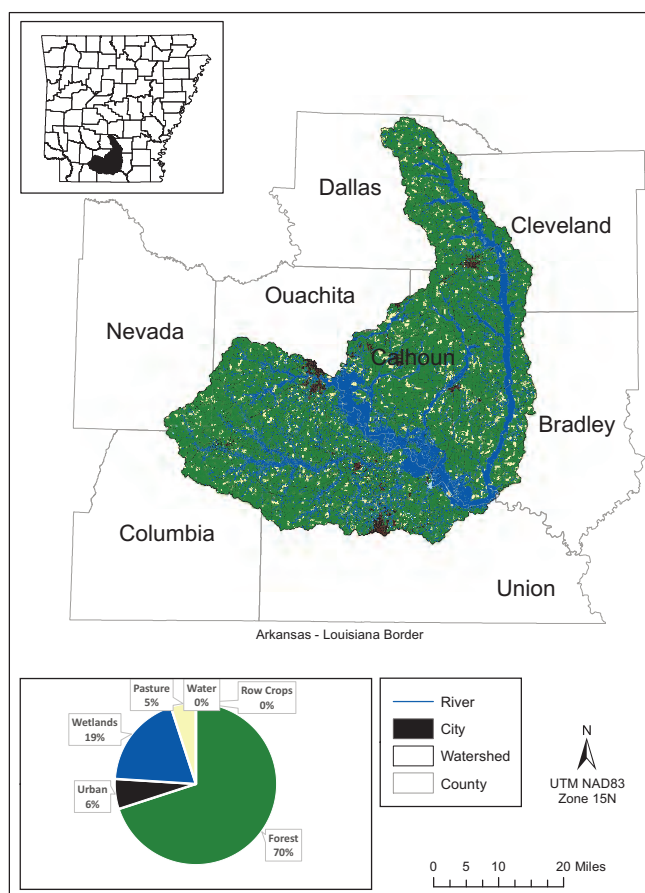 Dallas
Cleveland
Ouachita
Nevada
Calhoun
Bradley
Columbia
Union
Arkansas - Louisiana Border
Pasture
5%
Water
0%
Row Crops
0%
Wetlands
19%
Urban
6%
Forest
70%
River
City
Watershed
County
N
UTM NAD83
Zone 15N
0 5 10 20 Miles